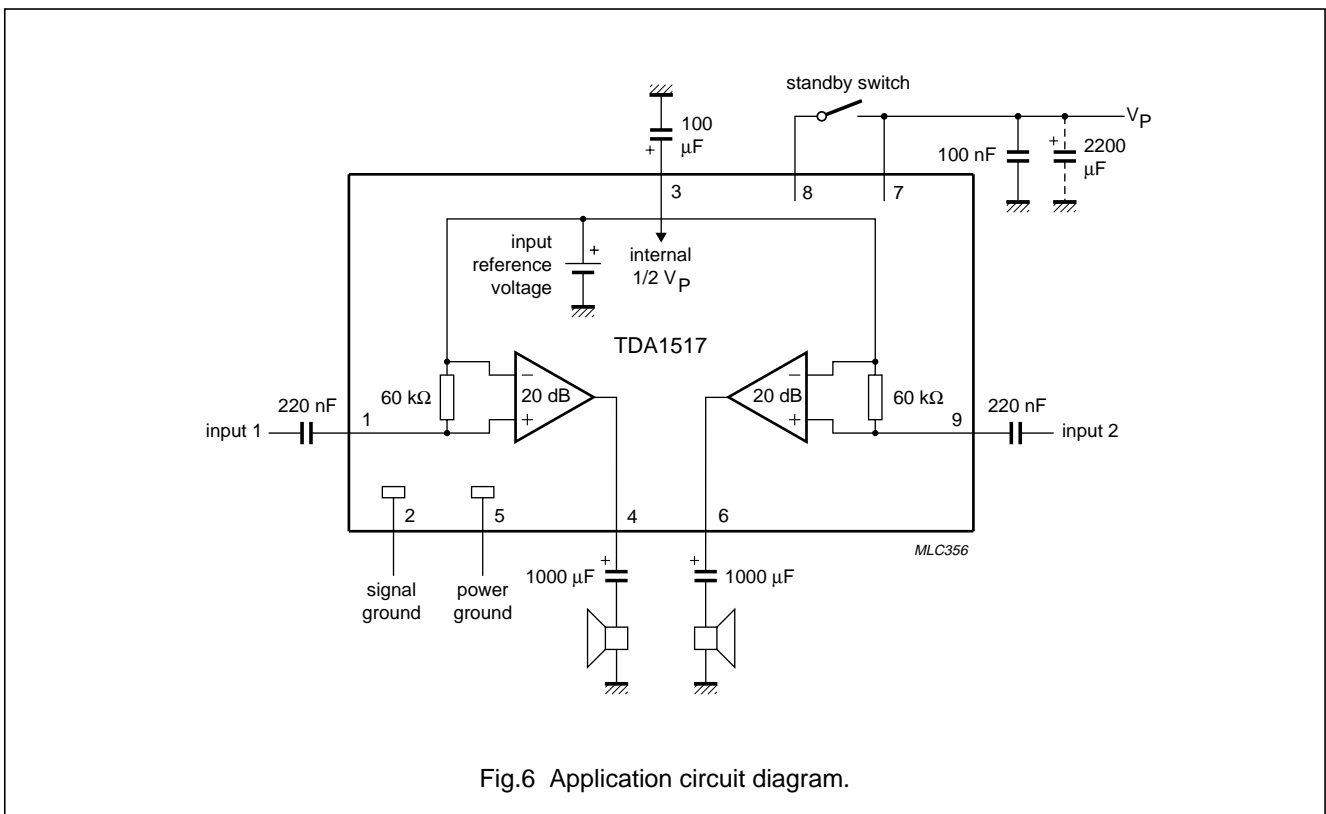 standby switch
100
µF
+
V
P
100 nF
+
2200
µF
3
8
7
input
reference
voltage
+
internal
1/2 V
P
TDA1517
60 kΩ
−
+
20 dB
20 dB
−
+
60 kΩ
220 nF
input 1
1
9
220 nF
input 2
2
5
4
6
MLC356
signal
ground
power
ground
+
1000 µF
+
1000 µF
Fig.6 Application circuit diagram.